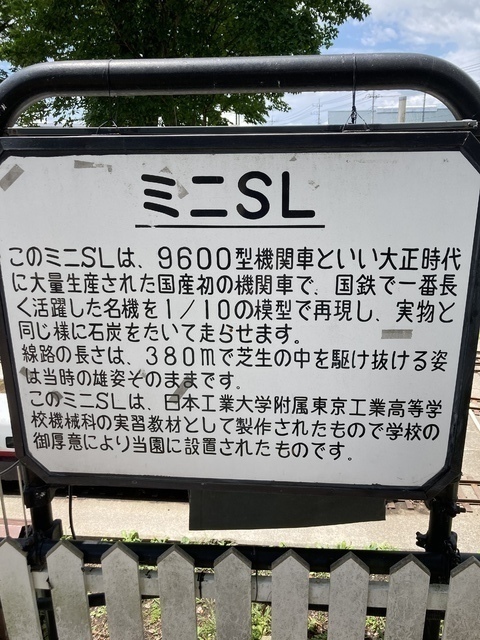 ミニSL
このミニSLは、9600型機関車といい大正時代
に大量生産された国産初の機関車で、国鉄で一番長
く活躍した名機を1/10の模型で再現し、実物と
同じ様に石炭をたいて走らせます。
線路の長さは、380mで芝生の中を駆け抜ける姿
は当時の雄姿そのままです。
このミニSLは、日本工業大学附属東京工業高等学
校機械科の実習教材として製作されたもので学校の
御厚意により当園に設置されたものです。